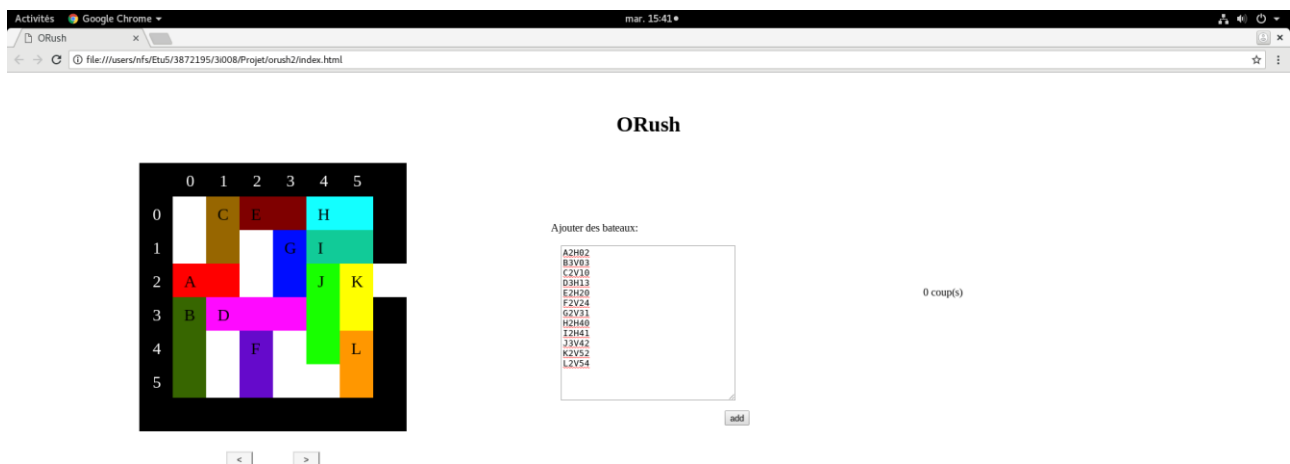 Activités Google Chrome mar. 15:41
ORush
file:///users/nfs/Etu5/3872195/3i008/Projet/orush2/index.html
ORush
0 1 2 3 4 5
0 C E H
1 G I
2 A J K
3 B D
4 F L
5
Ajouter des bateaux:
A2H02
B3V03
C2V10
D3H13
E2H20
F2V24
G2V31
H2H40
I2H41
J3V42
K2V52
L2V54
add
0 coup(s)
< >